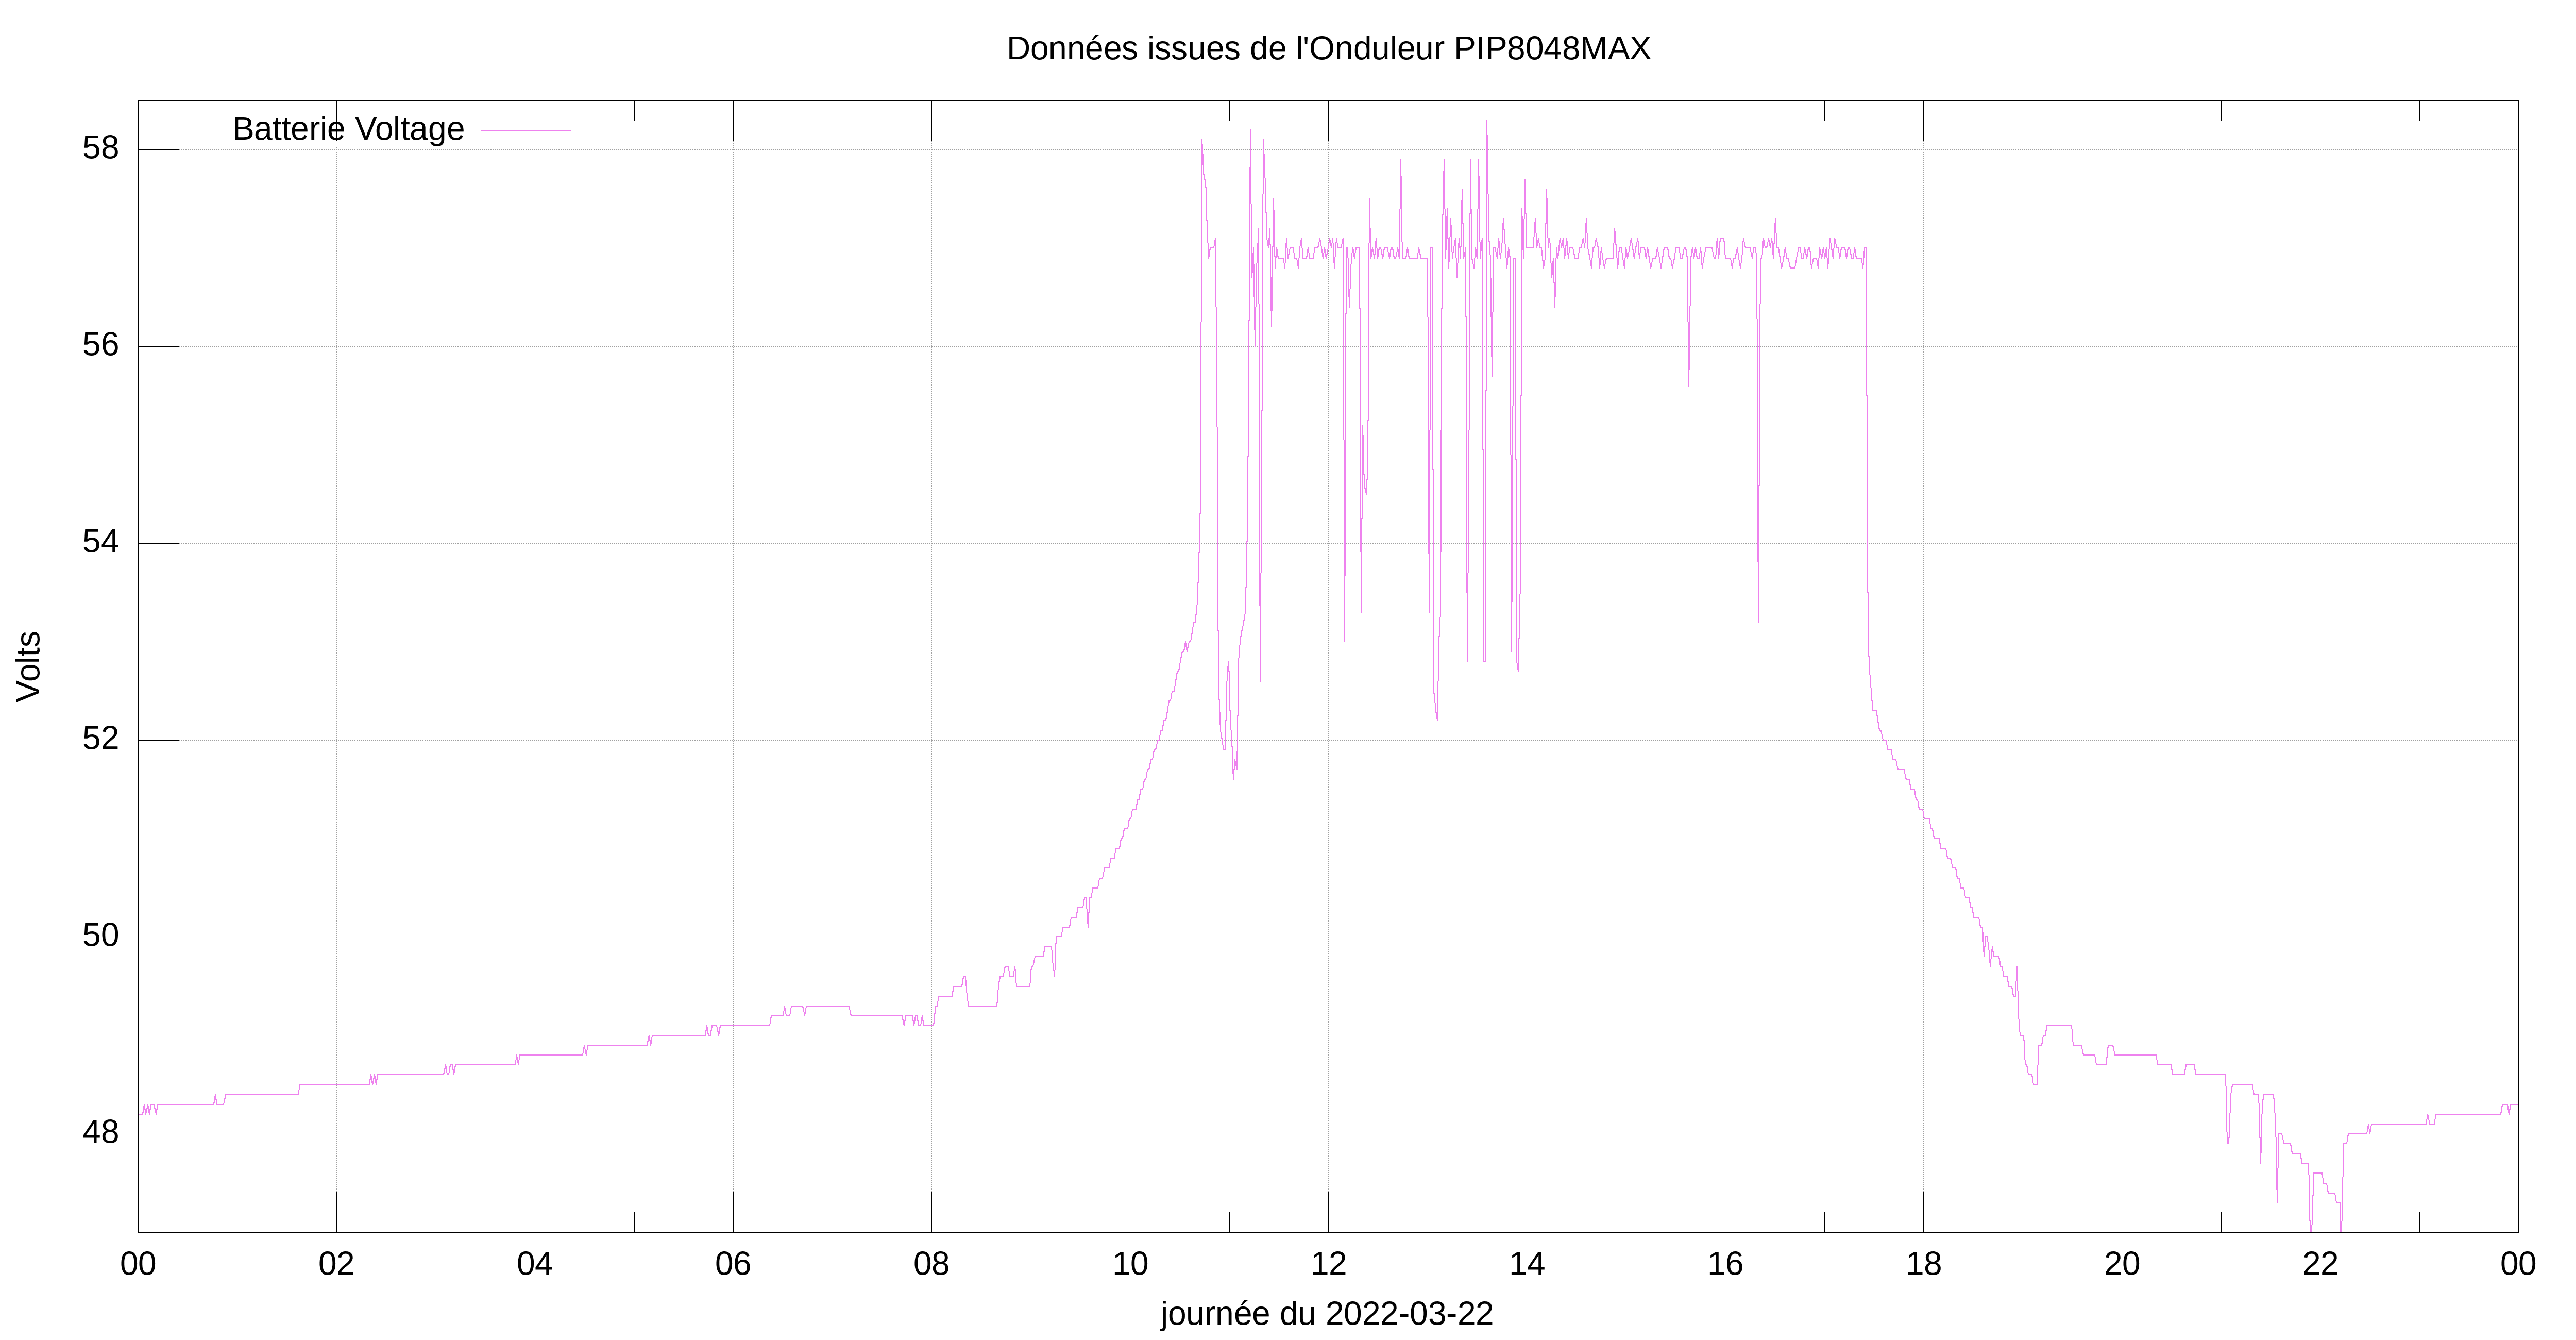 Données issues de l'Onduleur PIP8048MAX
Batterie Voltage
58
56
54
52
50
48
Volts
00 02 04 06 08 10 12 14 16 18 20 22 00
journée du 2022-03-22